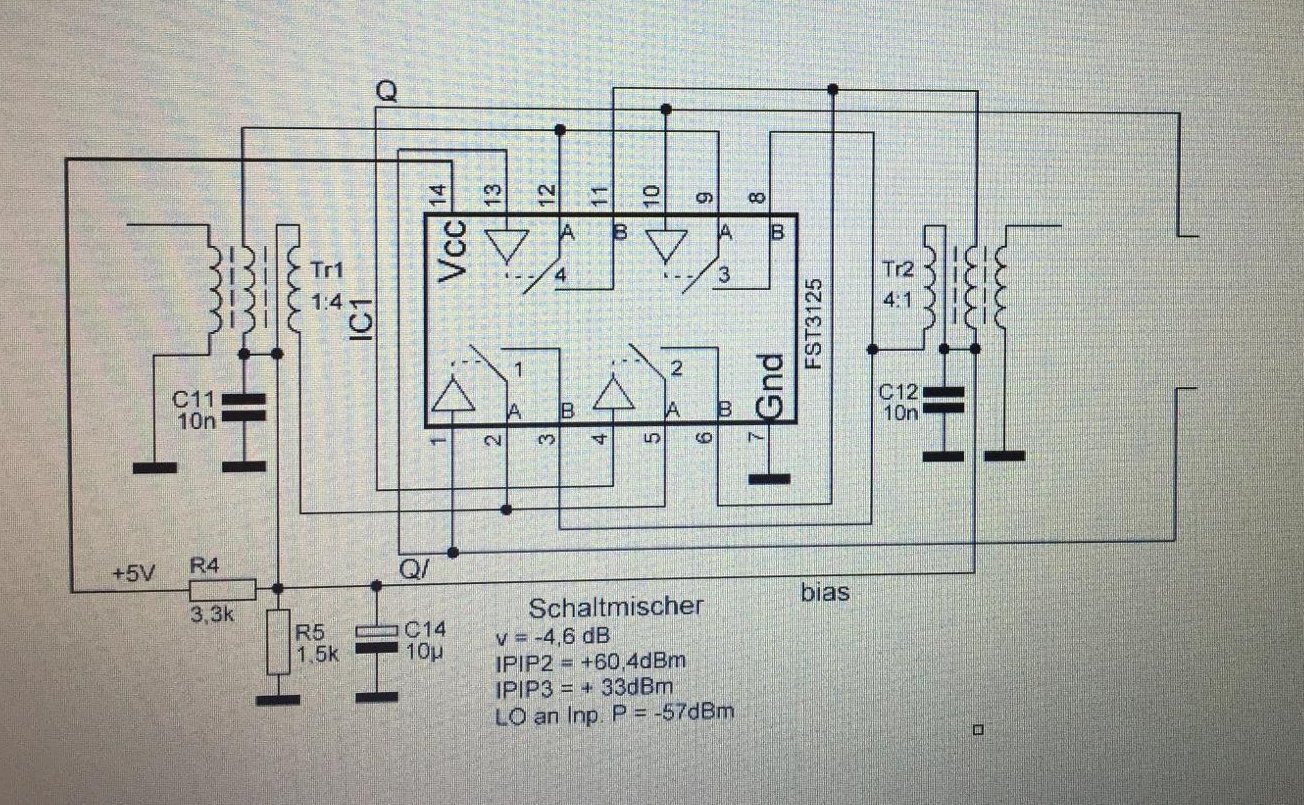 Q
14 13 12 11 10 9 8
Vcc A B A B
4 3
Tr1
1:4
IC1
FST3125
Tr2
4:1
1 2
A B A B Gnd
C11
10n
C12
10n
1 2 3 4 5 6 7
Q/
+5V
R4
3,3k
bias
R5
1,5k
C14
10µ
Schaltmischer
v = -4,6 dB
IPIP2 = +60,4dBm
IPIP3 = + 33dBm
LO an Inp. P = -57dBm